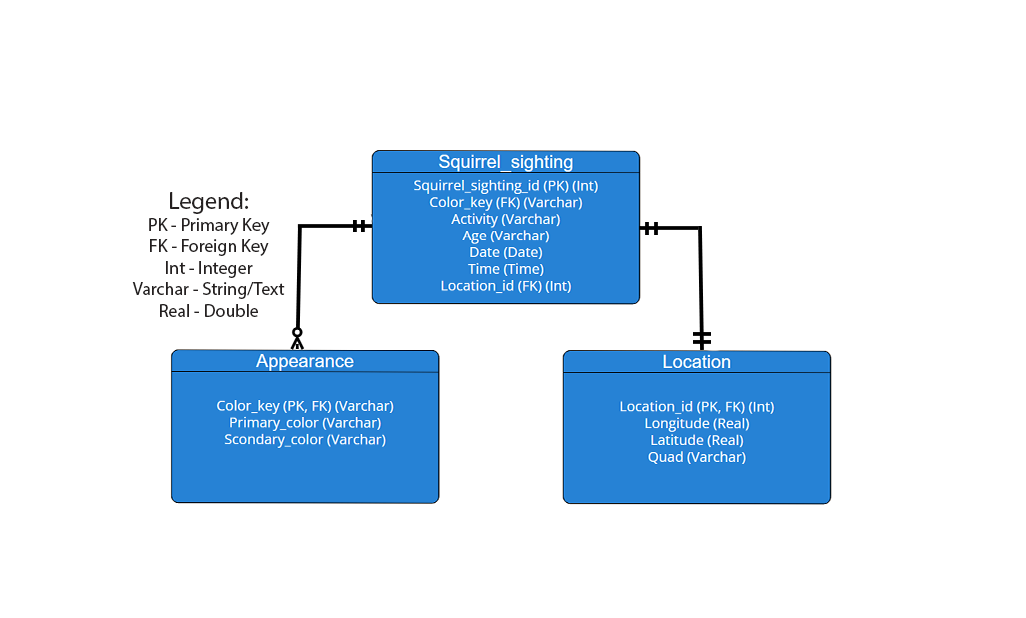 Squirrel_sighting
Squirrel_sighting_id (PK) (Int)
Color_key (FK) (Varchar)
Activity (Varchar)
Age (Varchar)
Date (Date)
Time (Time)
Location_id (FK) (Int)
Legend:
PK - Primary Key
FK - Foreign Key
Int - Integer
Varchar - String/Text
Real - Double
Appearance
Color_key (PK, FK) (Varchar)
Primary_color (Varchar)
Scondary_color (Varchar)
Location
Location_id (PK, FK) (Int)
Longitude (Real)
Latitude (Real)
Quad (Varchar)